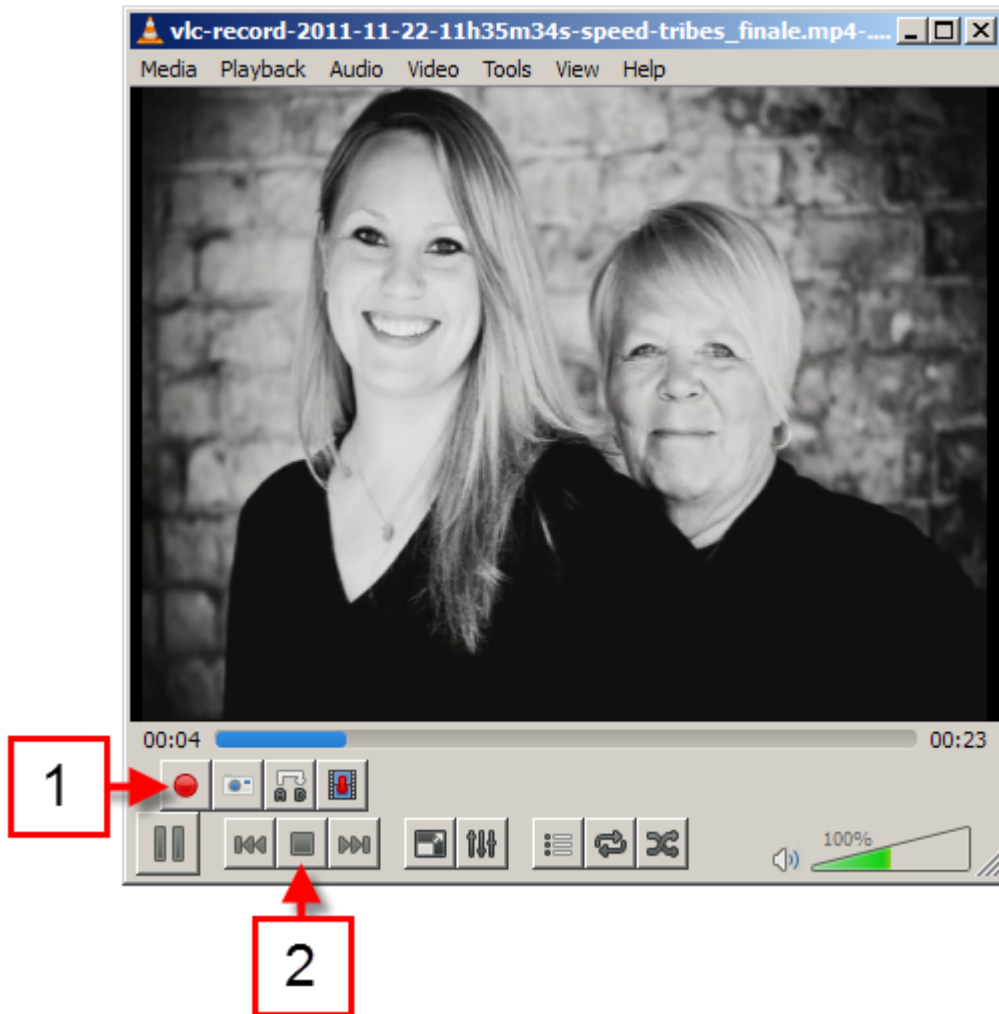 vlc-record-2011-11-22-11h35m34s-speed-tribes_finale.mp4-....
Media Playback Audio Video Tools View Help
00:04 00:23
1
A B
100%
2